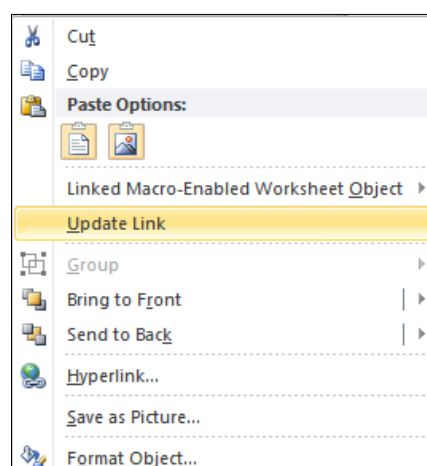 Cut
Copy
Paste Options:
Linked Macro-Enabled Worksheet Object
Update Link
Group
Bring to Front
Send to Back
Hyperlink...
Save as Picture...
Format Object...